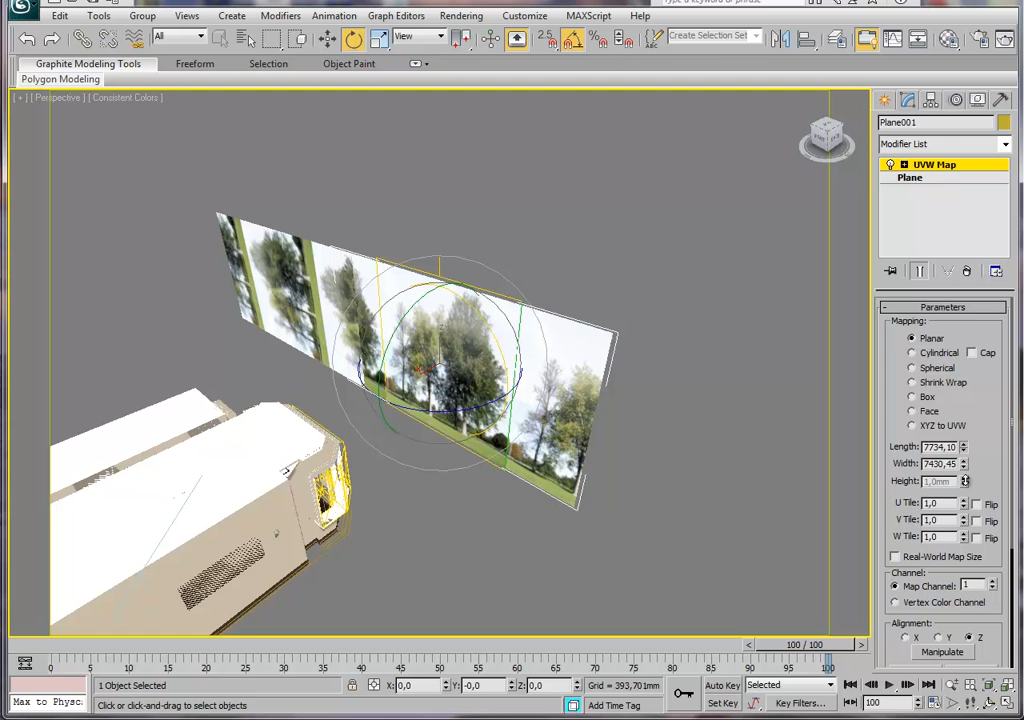 Edit Tools Group Views Create Modifiers Animation Graph Editors Rendering Customize MAXScript Help
All View 2.5 Create Selection Set
Graphite Modeling Tools Freeform Selection Object Paint
Polygon Modeling
[ + ] [ Perspective ] [ Consistent Colors ]
Plane001
Modifier List
UVW Map
Plane
- Parameters
Mapping:
Planar
Cylindrical Cap
Spherical
Shrink Wrap
Box
Face
XYZ to UVW
Length: 7734,10
Width: 7430,45
Height: 1,0mm
U Tile: 1,0 Flip
V Tile: 1,0 Flip
W Tile: 1,0 Flip
Real-World Map Size
Channel:
Map Channel: 1
Vertex Color Channel
Alignment:
X Y Z
Manipulate
< 100 / 100 >
0 5 10 15 20 25 30 35 40 45 50 55 60 65 70 75 80 85 90 95 100
1 Object Selected X: 0,0 Y: -0,0 Z: 0,0 Grid = 393,701mm Auto Key Selected
Max to Physc Click or click-and-drag to select objects Add Time Tag Set Key Key Filters... 100